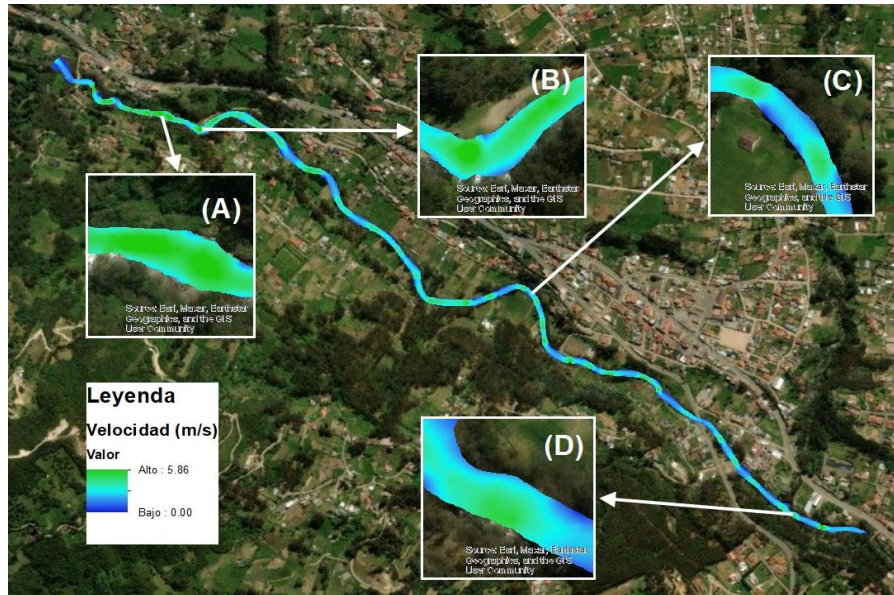 (A)
Source: Esri, Maxar, Earthstar
Geographics, and the GIS
User Community
(B)
Source: Esri, Maxar, Earthstar
Geographics, and the GIS
User Community
(C)
Source: Esri, Maxar, Earthstar
Geographics, and the GIS
User Community
Leyenda
Velocidad (m/s)
Valor
Alto : 5.86
Bajo : 0.00
(D)
Source: Esri, Maxar, Earthstar
Geographics, and the GIS
User Community